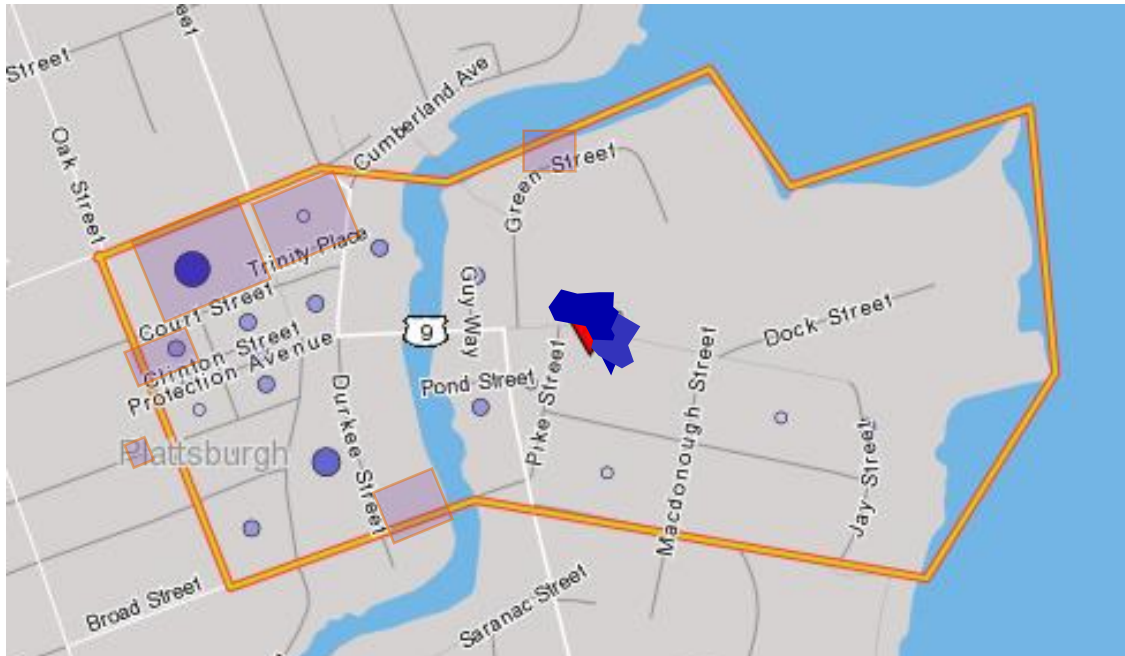 ee
Street
Cumberland Ave
Oak Street
Green Street
Trinity Place
Court Street
Guy Way
9
Dock Street
Clinton Street
Protection Avenue
Pond Street
Durkee Street
Pike Street
Macdonough Street
Plattsburgh
Jay Street
Broad Street
Saranac Street